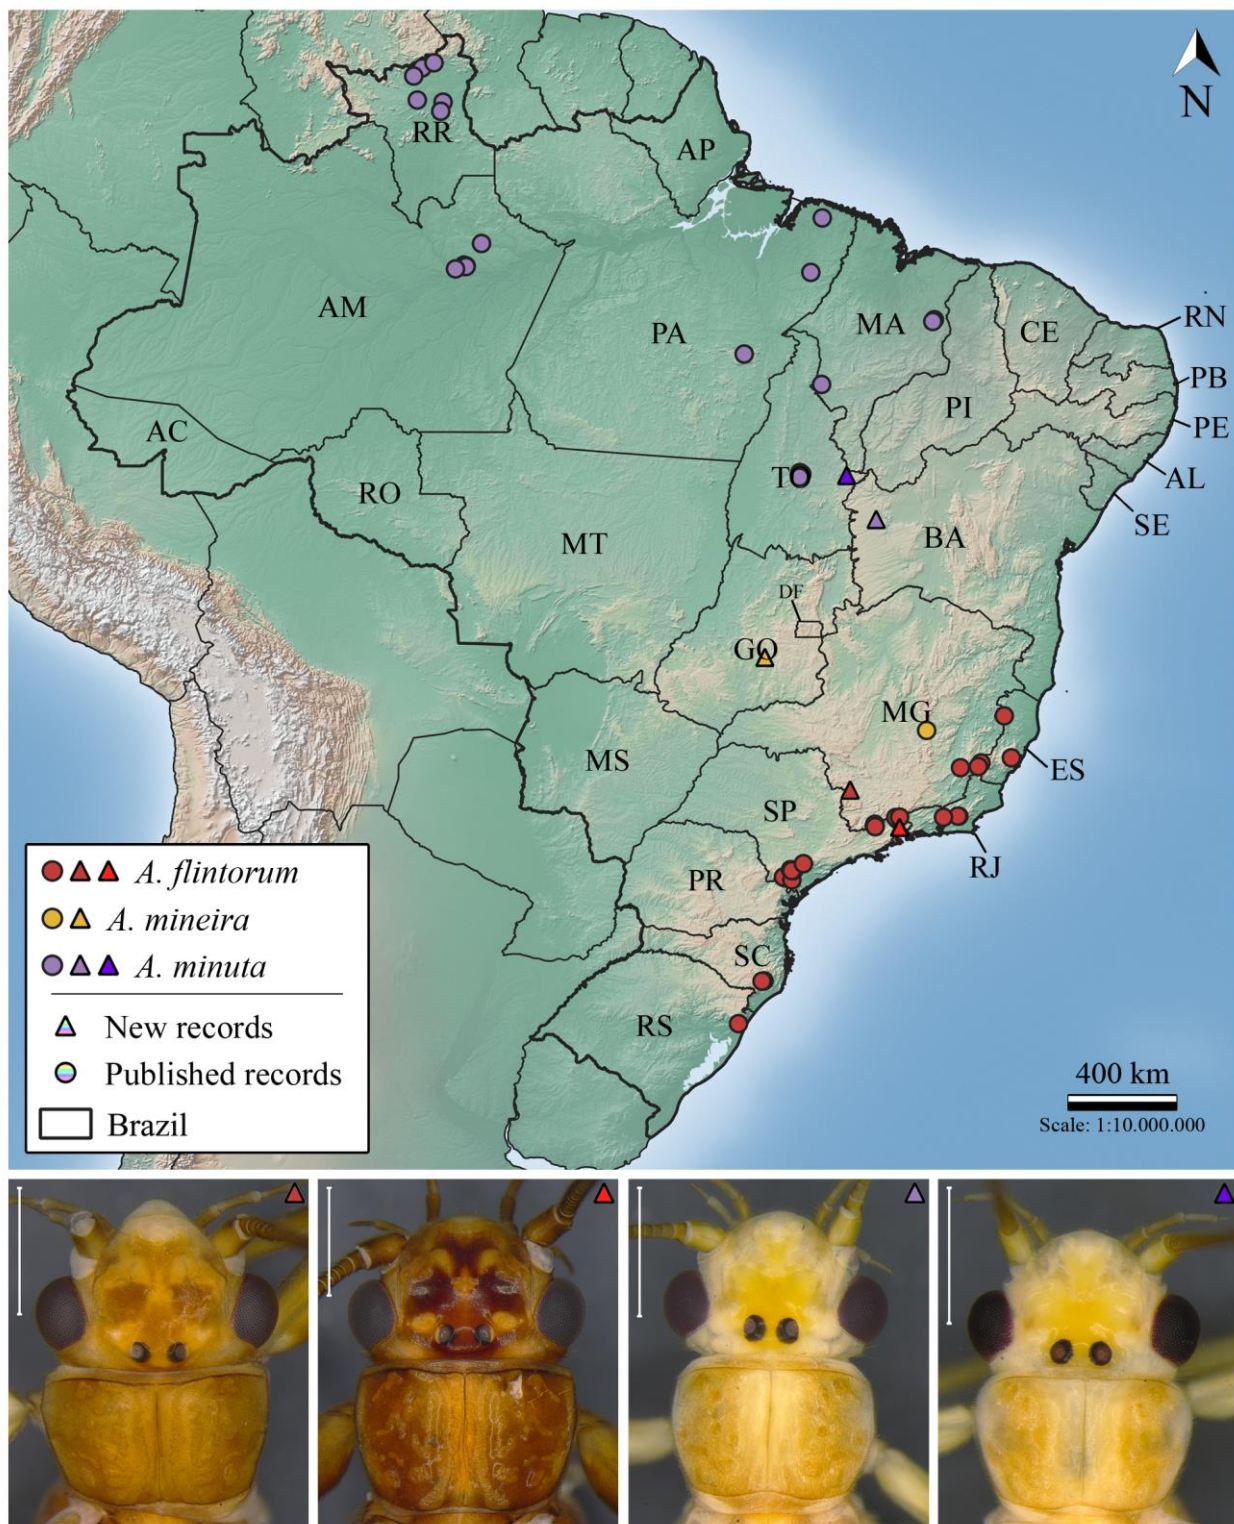 N
RR
AP
AM
PA
MA
CE
RN
PB
PI
PE
AC
AL
TO
RO
SE
BA
MT
DF
GO
MG
MS
ES
SP
RJ
PR
SC
RS
A. flintorum
A. mineira
A. minuta
New records
Published records
Brazil
400 km
Scale: 1:10.000.000